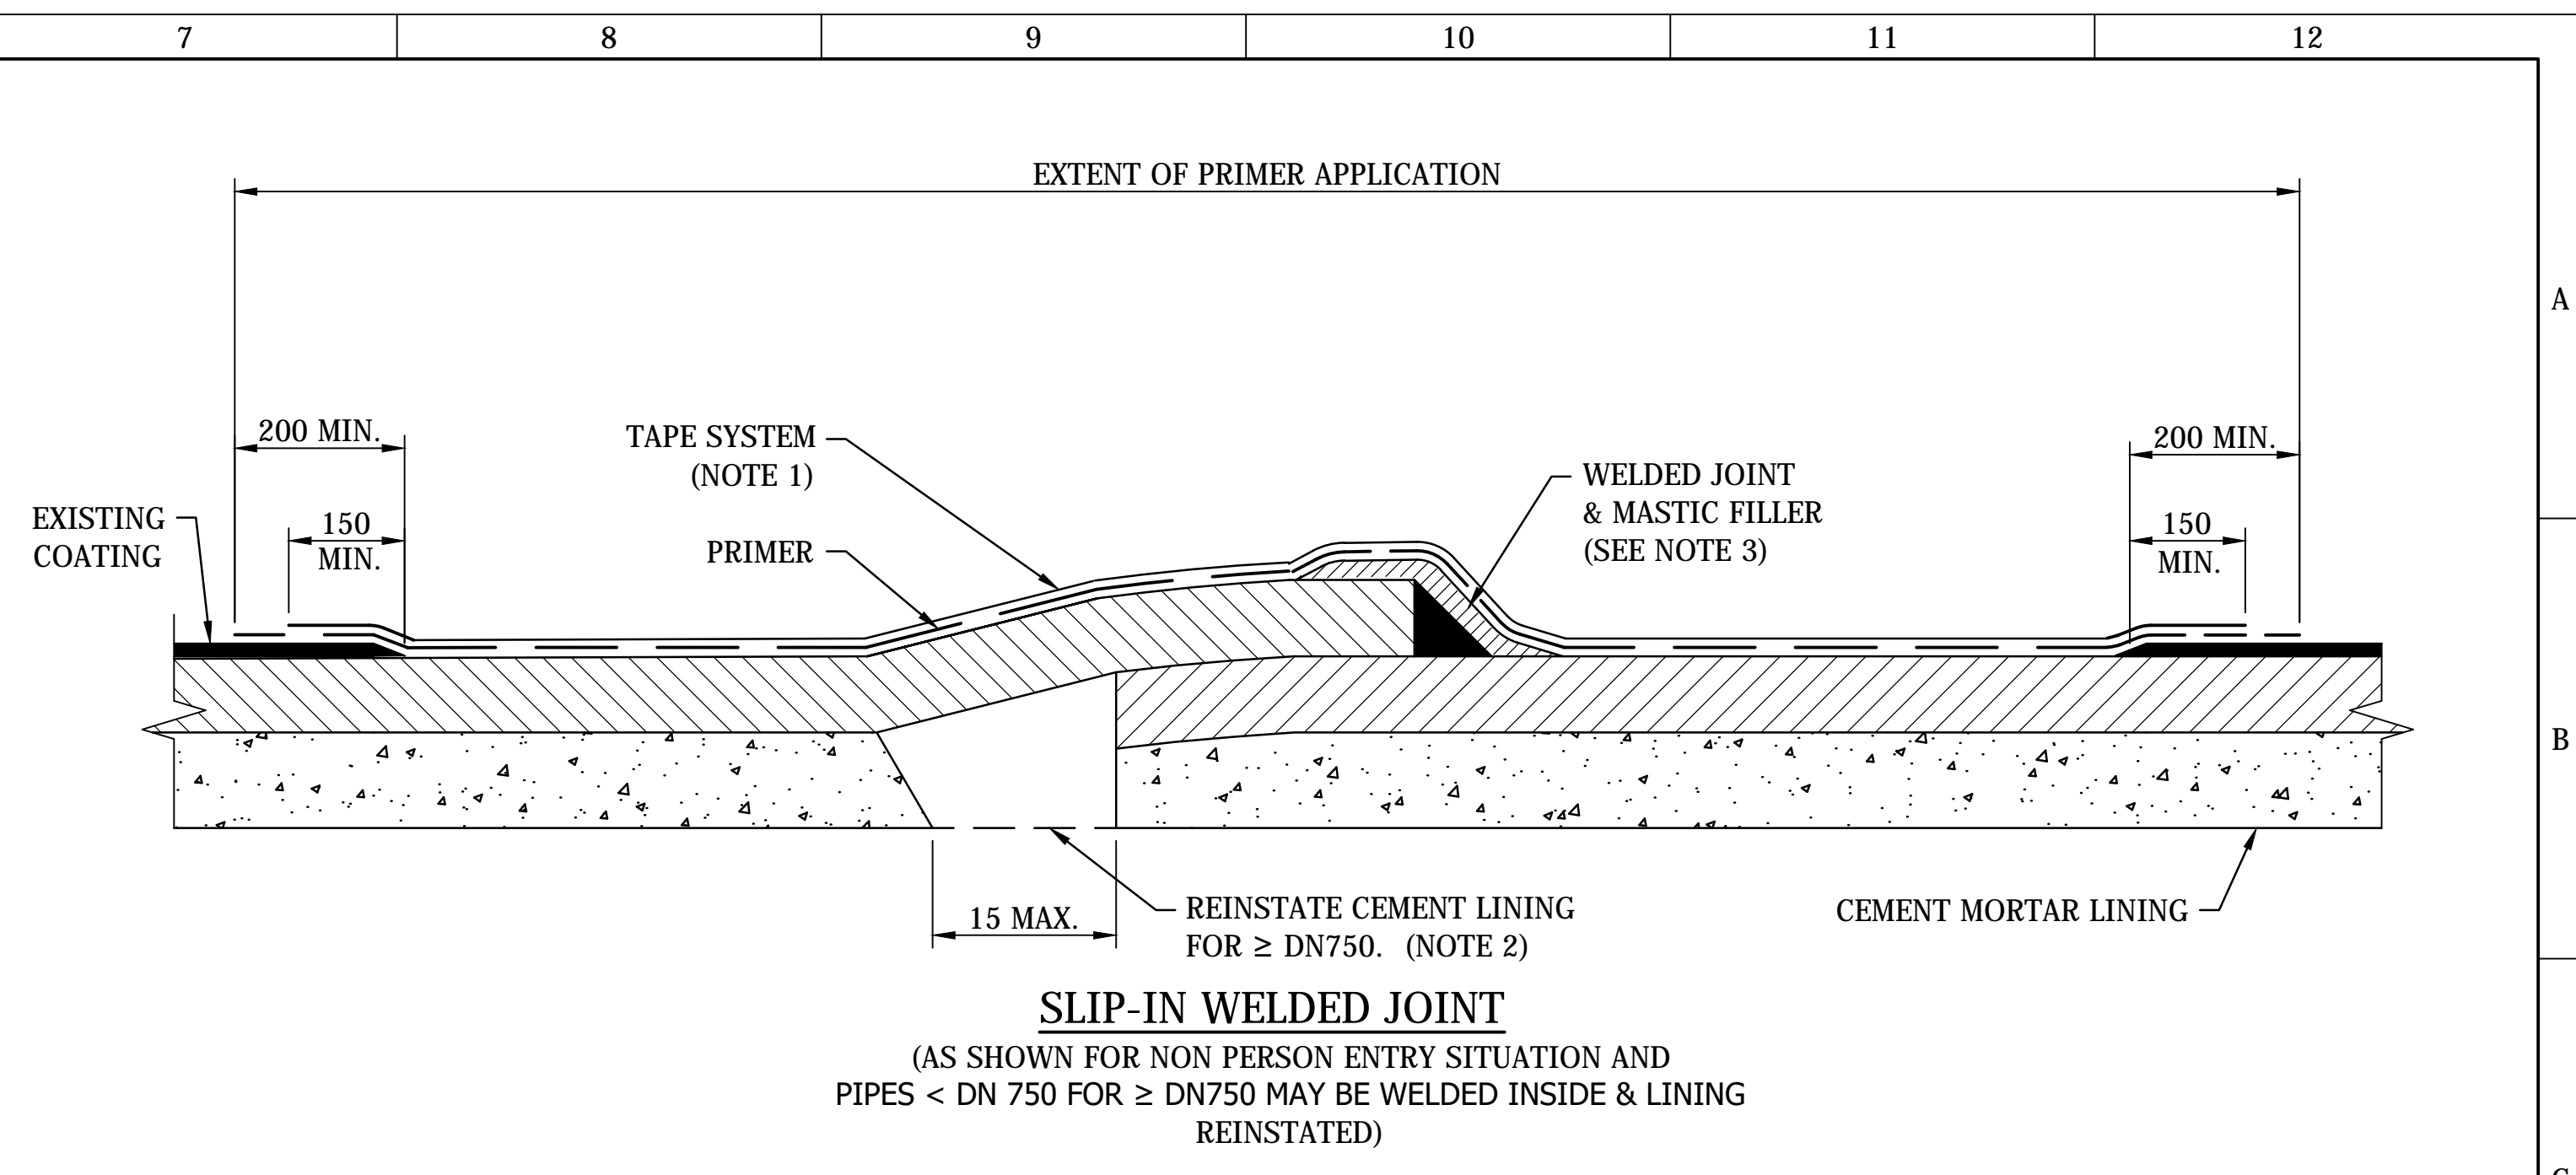 7
8
9
10
11
12
EXTENT OF PRIMER APPLICATION
A
200 MIN.
TAPE SYSTEM
(NOTE 1)
200 MIN.
WELDED JOINT
& MASTIC FILLER
(SEE NOTE 3)
EXISTING
COATING
150
MIN.
PRIMER
150
MIN.
B
15 MAX.
REINSTATE CEMENT LINING
FOR ≥ DN750. (NOTE 2)
CEMENT MORTAR LINING
SLIP-IN WELDED JOINT
(AS SHOWN FOR NON PERSON ENTRY SITUATION AND
PIPES < DN 750 FOR ≥ DN750 MAY BE WELDED INSIDE & LINING
REINSTATED)